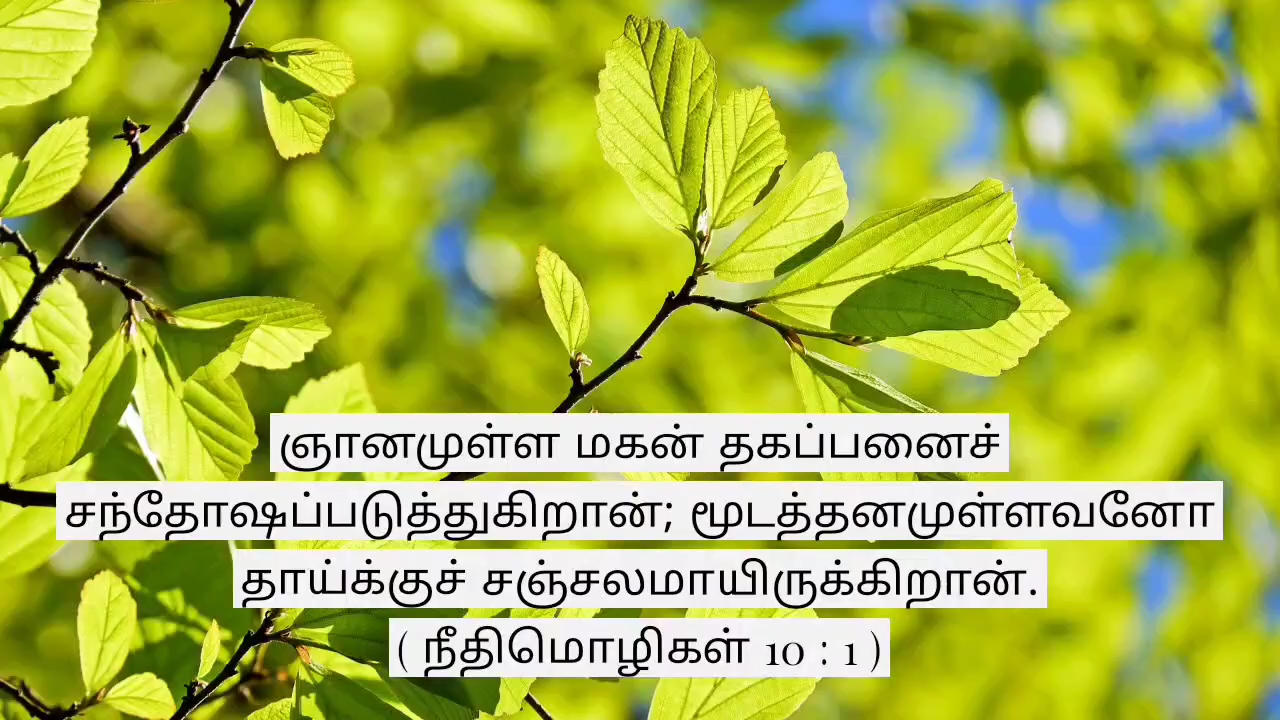 ஞானமுள்ள மகன் தகப்பனைச்
சந்தோஷப்படுத்துகிறான்; மூடத்தனமுள்ளவனோ
தாய்க்குச் சஞ்சலமாயிருக்கிறான்.
( நீதிமொழிகள் 10 : 1 )